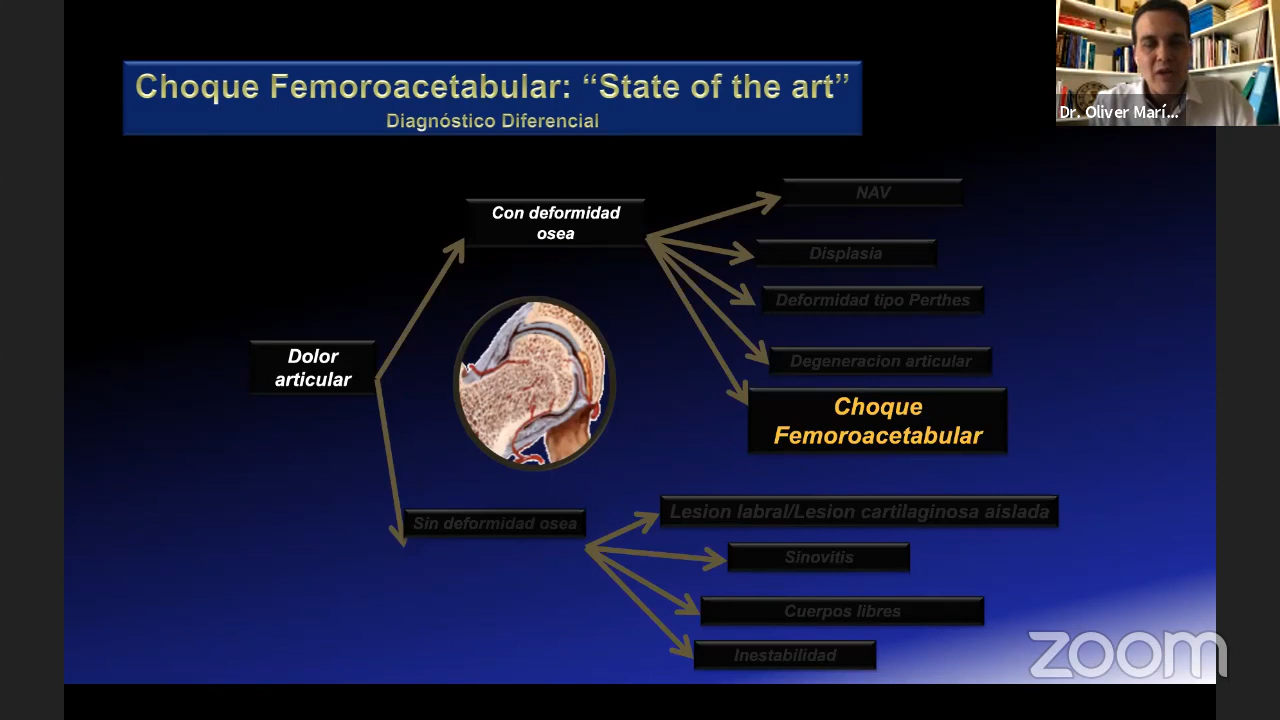 Choque Femoroacetabular: “State of the art”
Diagnóstico Diferencial
Dr. Oliver Marí...
NAV
Con deformidad
osea
Displasia
Deformidad tipo Perthes
Dolor
articular
Degeneracion articular
Choque
Femoroacetabular
Sin deformidad osea
Lesion labral/Lesion cartilaginosa aislada
Sinovitis
Cuerpos libres
Inestabilidad
zoom